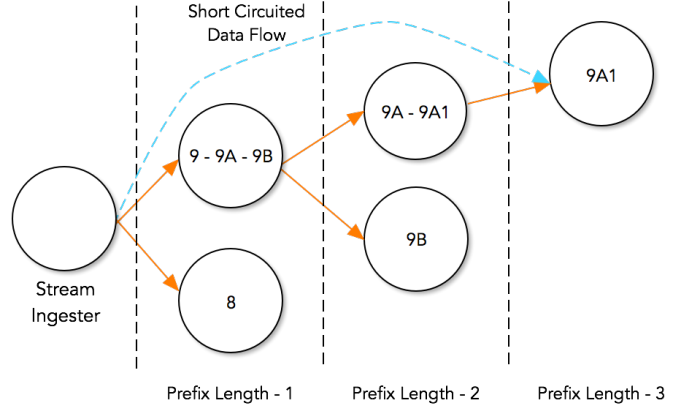 Short Circuited
Data Flow
9A1
9A - 9A1
9 - 9A - 9B
9B
Stream
Ingester
8
Prefix Length - 1
Prefix Length - 2
Prefix Length - 3